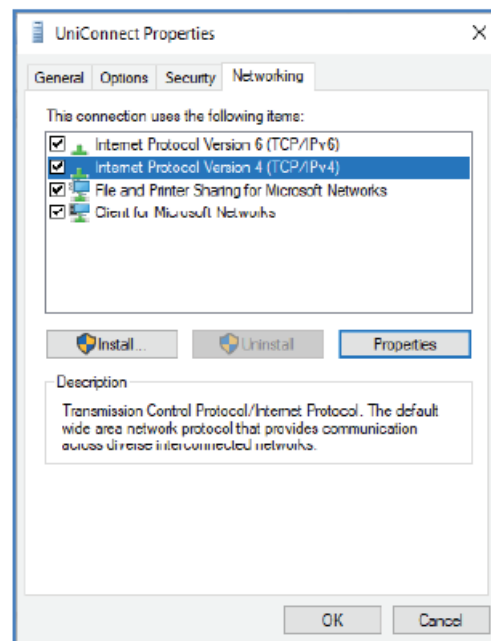 UniConnect Properties
General Options Security Networking
This connection uses the following items:
Internet Protocol Version 6 (TCP/IPv6)
Internet Protocol Version 4 (TCP/IPv4)
File and Printer Sharing for Microsoft Networks
Client for Microsoft Networks
Install... Uninstall Properties
Description
Transmission Control Protocol/Internet Protocol. The default
wide area network protocol that provides communication
across diverse interconnected networks.
OK Cancel